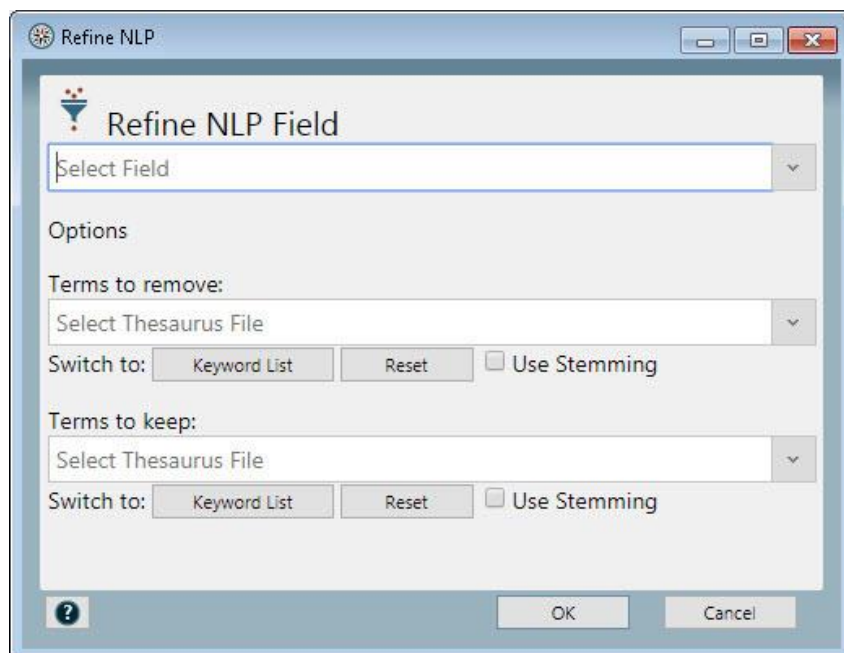 Refine NLP
Refine NLP Field
Select Field
Options
Terms to remove:
Select Thesaurus File
Switch to: Keyword List Reset Use Stemming
Terms to keep:
Select Thesaurus File
Switch to: Keyword List Reset Use Stemming
? OK Cancel